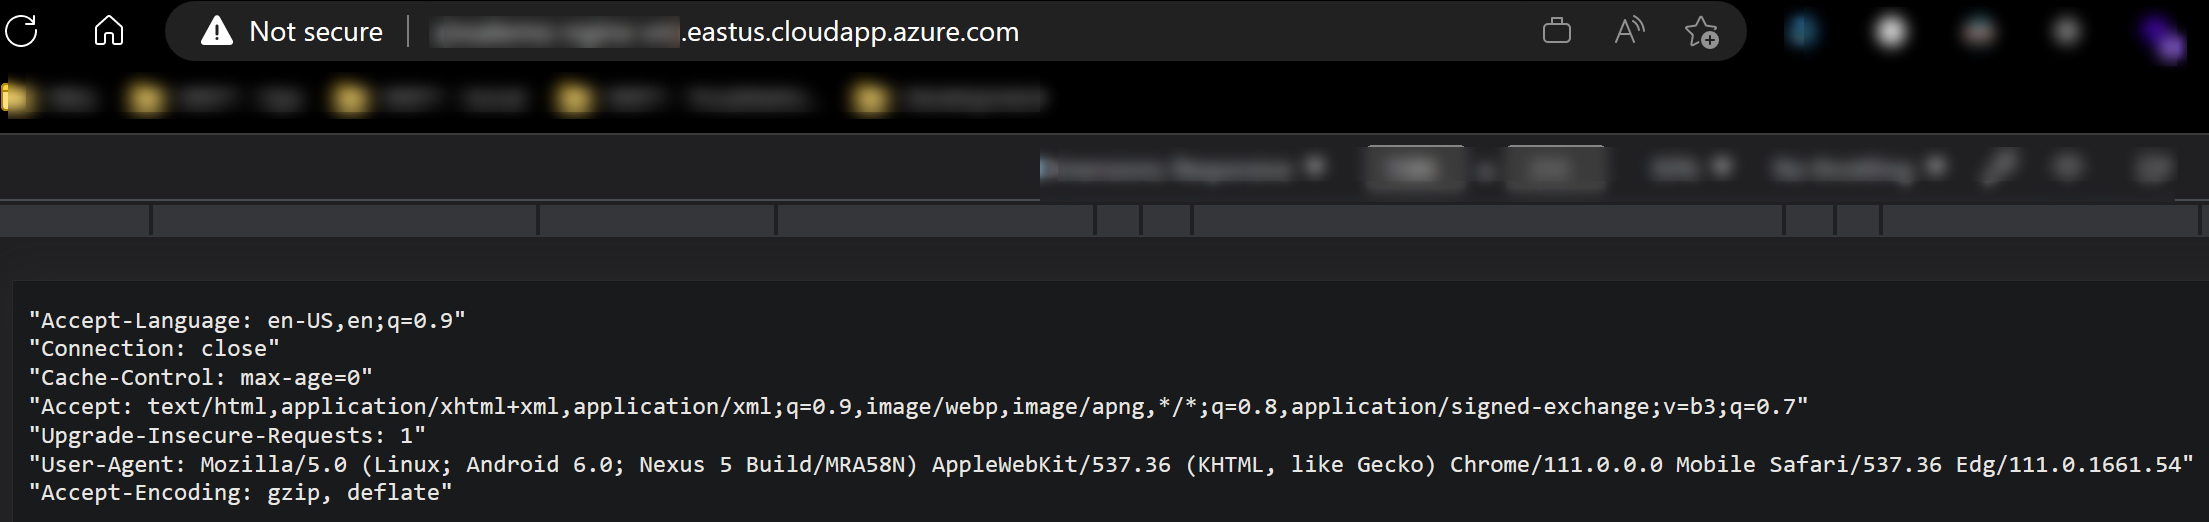 Not secure .eastus.cloudapp.azure.com
"Accept-Language: en-US,en;q=0.9"
"Connection: close"
"Cache-Control: max-age=0"
"Accept: text/html,application/xhtml+xml,application/xml;q=0.9,image/webp,image/apng,*/*;q=0.8,application/signed-exchange;v=b3;q=0.7"
"Upgrade-Insecure-Requests: 1"
"User-Agent: Mozilla/5.0 (Linux; Android 6.0; Nexus 5 Build/MRA58N) AppleWebKit/537.36 (KHTML, like Gecko) Chrome/111.0.0.0 Mobile Safari/537.36 Edg/111.0.1661.54"
"Accept-Encoding: gzip, deflate"